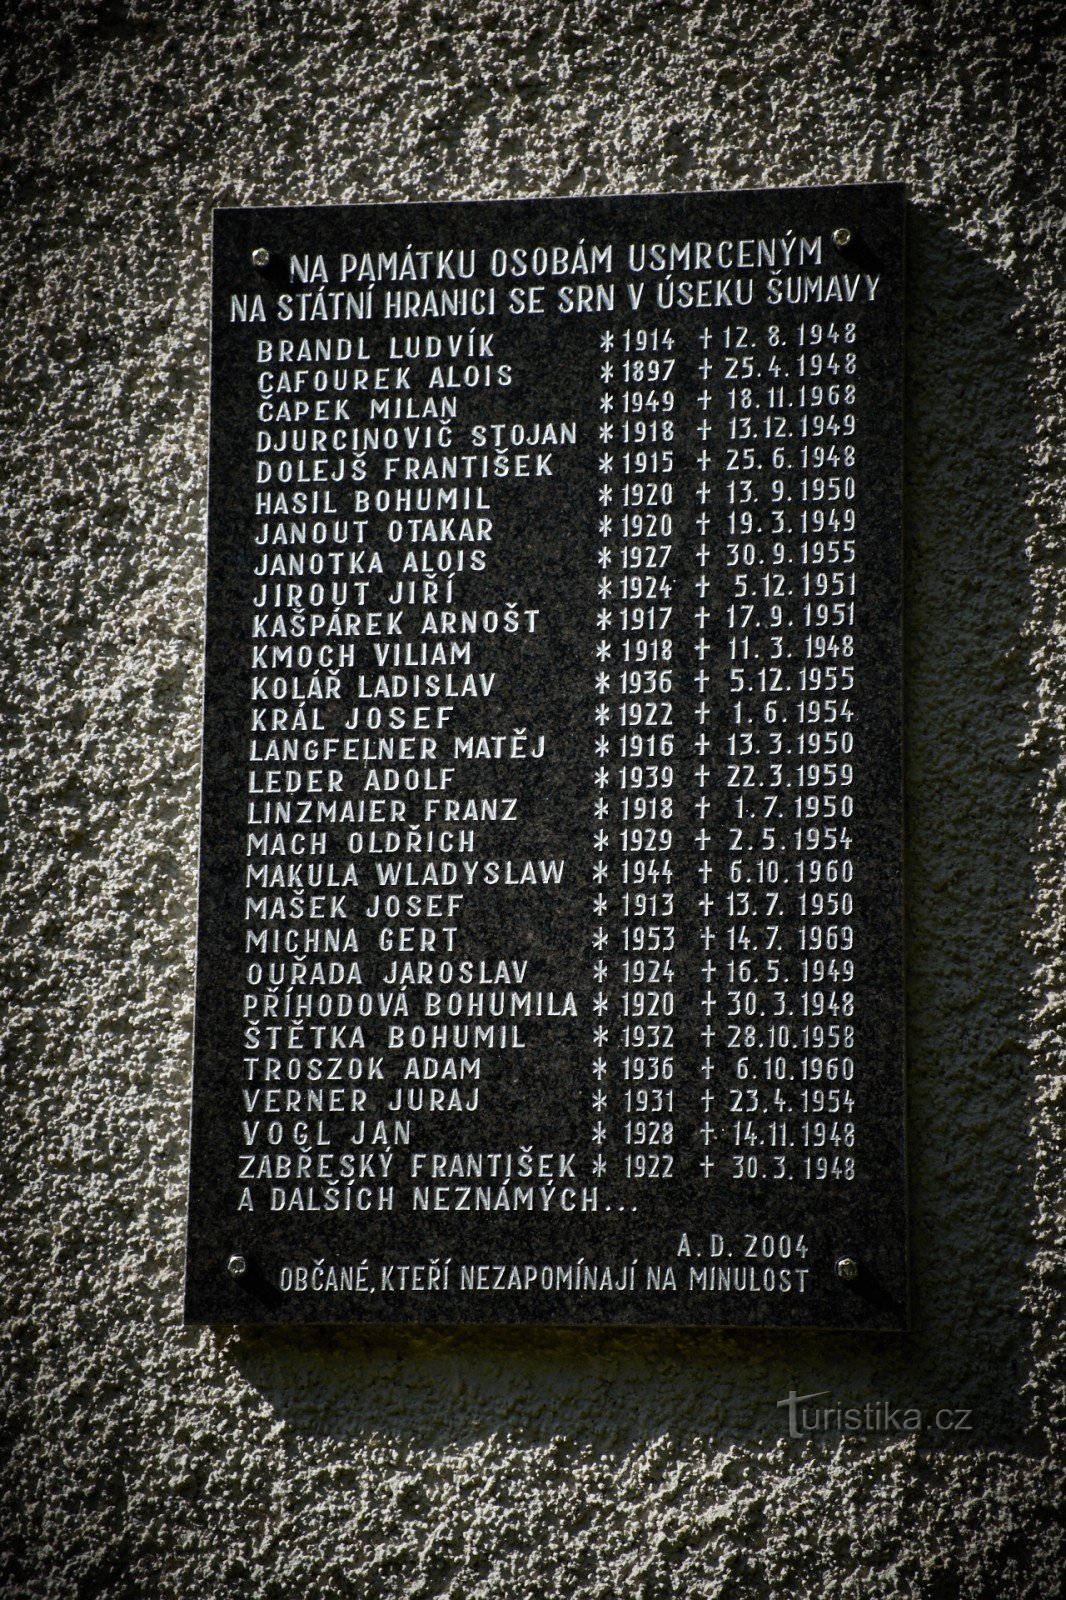 NA PAMÁTKU OSOBÁM USMRCENÝM
NA STÁTNÍ HRANICI SE SRN V ÚSEKU ŠUMAVY
BRANDL LUDVÍK * 1914 † 12. 8. 1948
CAFOUREK ALOIS * 1897 † 25. 4. 1948
ČAPEK MILAN * 1949 † 18. 11. 1968
DJURCINOVIČ STOJAN * 1918 † 13. 12. 1949
DOLEJŠ FRANTIŠEK * 1915 † 25. 6. 1948
HASIL BOHUMIL * 1920 † 13. 9. 1950
JANOUT OTAKAR * 1920 † 19. 3. 1949
JANOTKA ALOIS * 1927 † 30. 9. 1955
JIROUT JIŘÍ * 1924 † 5. 12. 1951
KAŠPÁREK ARNOŠT * 1917 † 17. 9. 1951
KMOCH VILIAM * 1918 † 11. 3. 1948
KOLÁŘ LADISLAV * 1936 † 5. 12. 1955
KRÁL JOSEF * 1922 † 1. 6. 1954
LANGFELNER MATĚJ * 1916 † 13. 3. 1950
LEDER ADOLF * 1939 † 22. 3. 1959
LINZMAIER FRANZ * 1918 † 1. 7. 1950
MACH OLDŘICH * 1929 † 2. 5. 1954
MAKULA WLADYSLAW * 1944 † 6. 10. 1960
MAŠEK JOSEF * 1913 † 13. 7. 1950
MICHNA GERT * 1953 † 14. 7. 1969
OUŘADA JAROSLAV * 1924 † 16. 5. 1949
PŘÍHODOVÁ BOHUMILA * 1920 † 30. 3. 1948
ŠTĚTKA BOHUMIL * 1932 † 28. 10. 1958
TROSZOK ADAM * 1936 † 6. 10. 1960
VERNER JURAJ * 1931 † 23. 4. 1954
VOGL JAN * 1928 † 14. 11. 1948
ZABŘESKÝ FRANTIŠEK * 1922 † 30. 3. 1948
A DALŠÍCH NEZNÁMÝCH...
A. D. 2004
OBČANÉ, KTEŘÍ NEZAPOMÍNAJÍ NA MINULOST
Turistika.cz